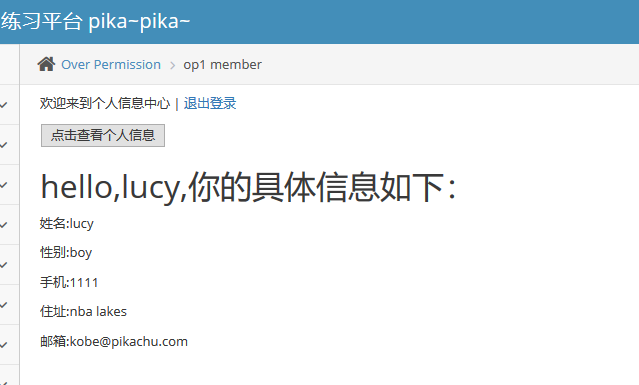 练习平台 pika~pika~
Over Permission > op1 member
欢迎来到个人信息中心 | 退出登录
点击查看个人信息
hello,lucy,你的具体信息如下：
姓名:lucy
性别:boy
手机:1111
住址:nba lakes
邮箱:kobe@pikachu.com